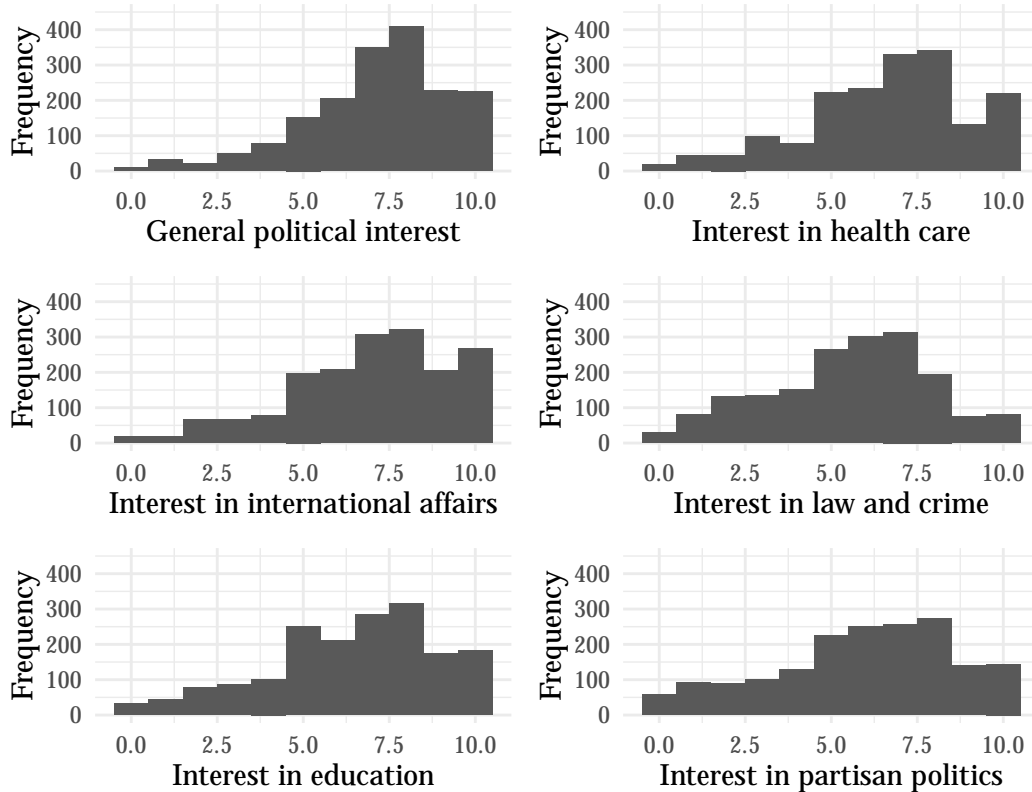 Frequency
400
300
200
100
0
0.0 2.5 5.0 7.5 10.0
General political interest
Frequency
400
300
200
100
0
0.0 2.5 5.0 7.5 10.0
Interest in health care
Frequency
400
300
200
100
0
0.0 2.5 5.0 7.5 10.0
Interest in international affairs
Frequency
400
300
200
100
0
0.0 2.5 5.0 7.5 10.0
Interest in law and crime
Frequency
400
300
200
100
0
0.0 2.5 5.0 7.5 10.0
Interest in education
Frequency
400
300
200
100
0
0.0 2.5 5.0 7.5 10.0
Interest in partisan politics